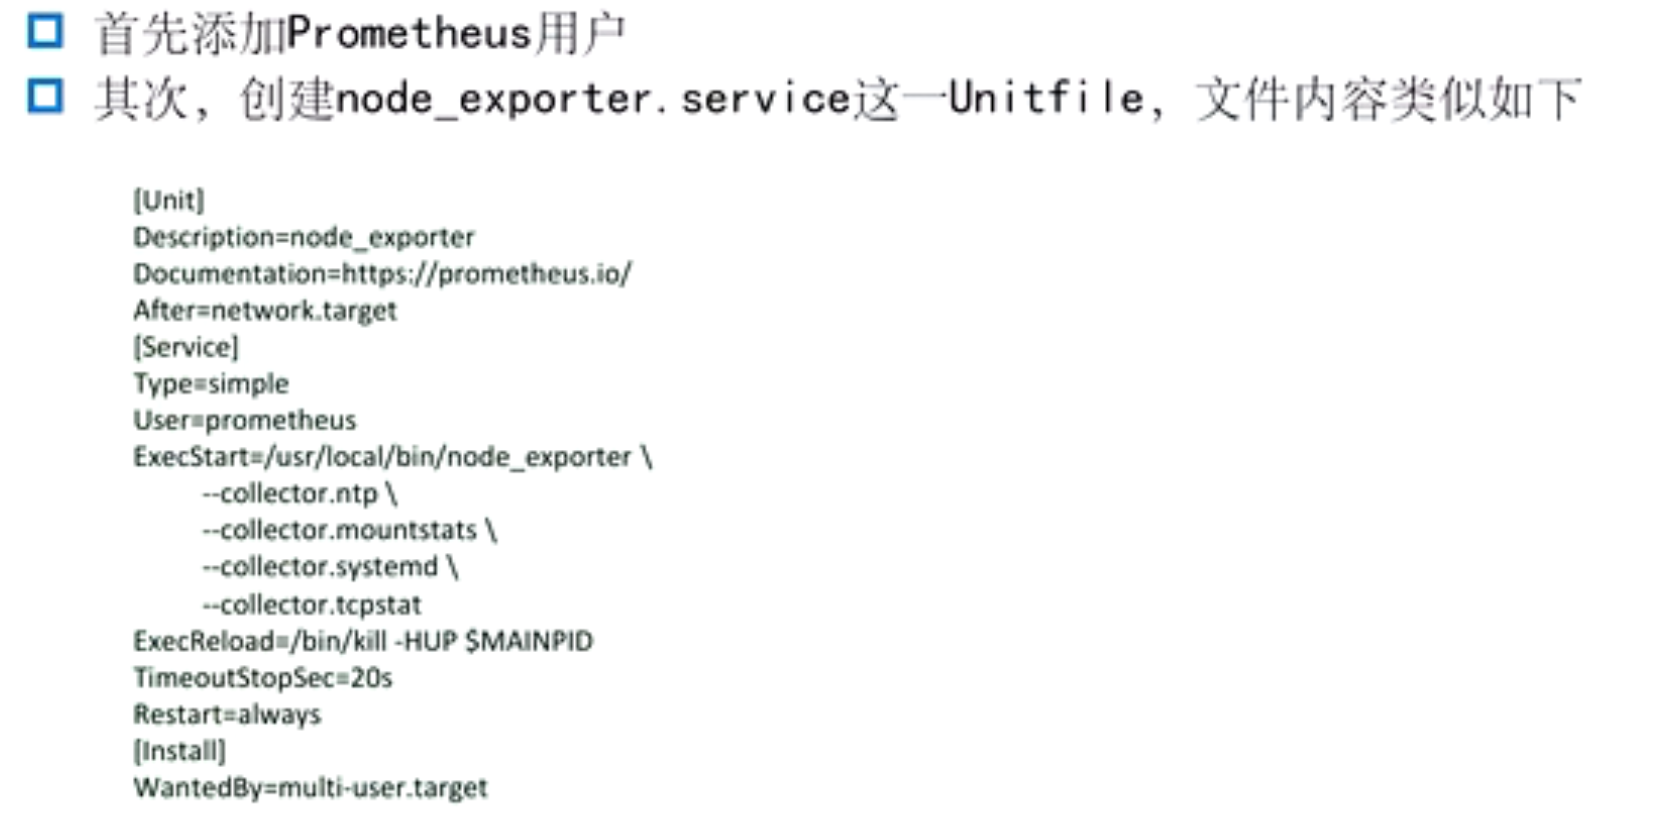 首先添加Prometheus用户
其次，创建node_exporter.service这一Unitfile，文件内容类似如下
[Unit]
Description=node_exporter
Documentation=https://prometheus.io/
After=network.target
[Service]
Type=simple
User=prometheus
ExecStart=/usr/local/bin/node_exporter \
--collector.ntp \
--collector.mountstats \
--collector.systemd \
--collector.tcpstat
ExecReload=/bin/kill -HUP $MAINPID
TimeoutStopSec=20s
Restart=always
[Install]
WantedBy=multi-user.target